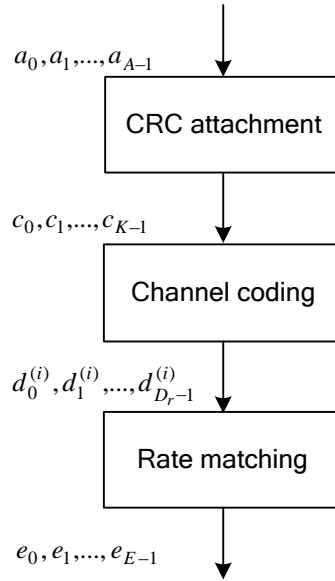 a_0, a_1,..., a_{A−1}
CRC attachment
c_0, c_1,..., c_{K−1}
Channel coding
d_0^{(i)}, d_1^{(i)},..., d_{D_r−1}^{(i)}
Rate matching
e_0, e_1,..., e_{E−1}